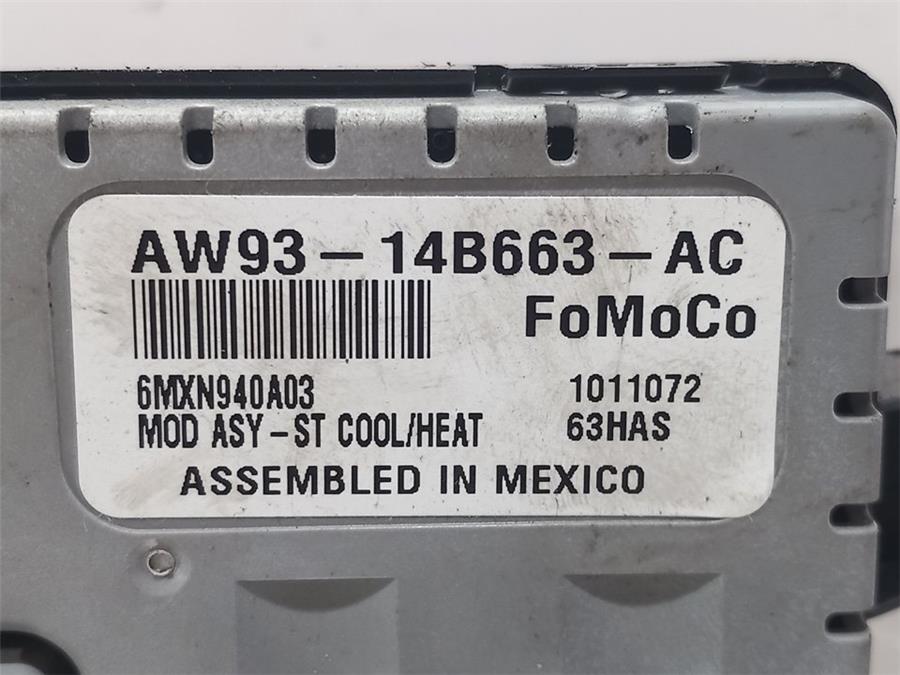 AW93-14B663-AC
FoMoCo
6MXN940A03 1011072
MOD ASY-ST COOL/HEAT 63HAS
ASSEMBLED IN MEXICO